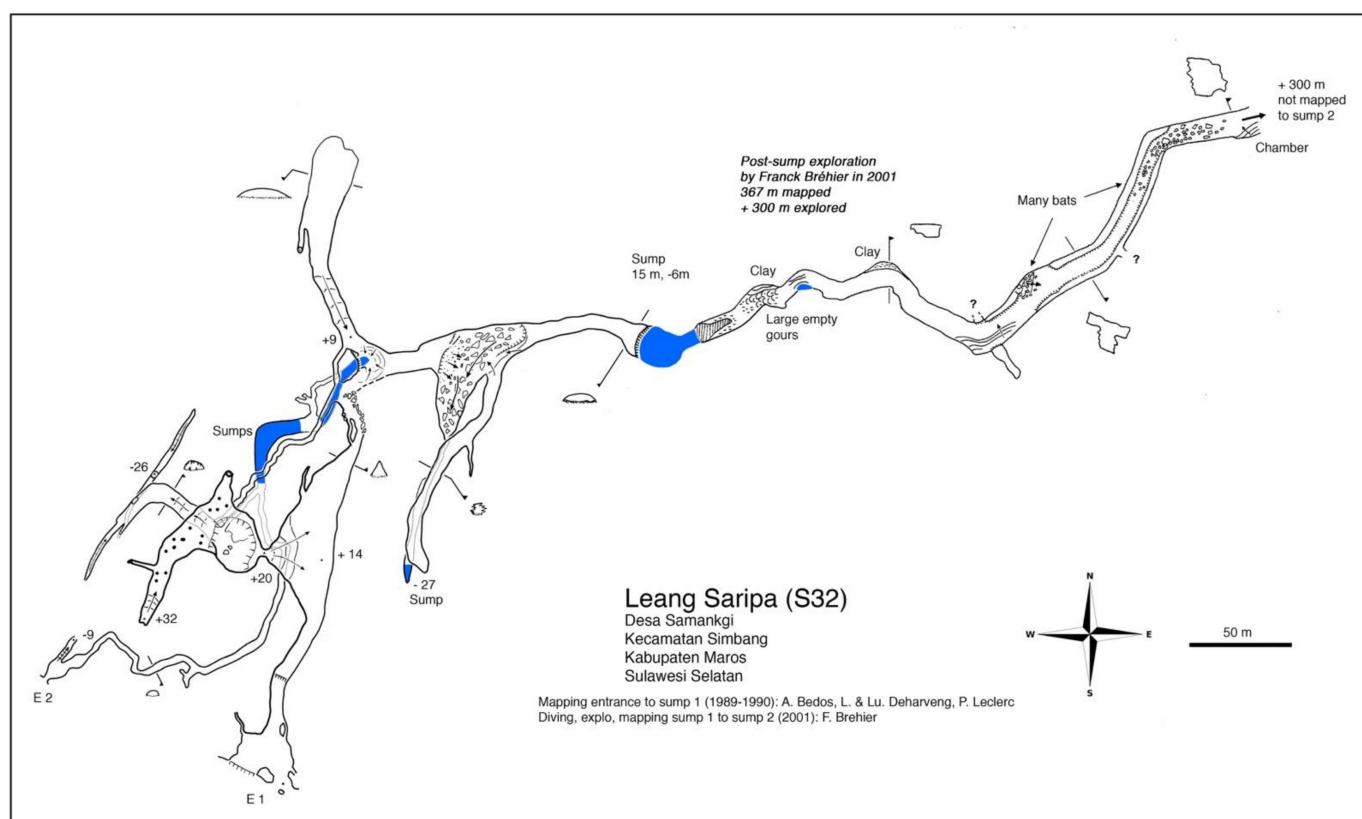 + 300 m
not mapped
to sump 2
Chamber
Post-sump exploration
by Franck Bréhier in 2001
367 m mapped
+ 300 m explored
Many bats
?
?
Sump
15 m, -6m
Clay
Clay
Large empty
gours
+9
Sumps
-26
+ 14
+20
+32
-9
E 2
E 1
- 27
Sump
Leang Saripa (S32)
Desa Samankgi
Kecamatan Simbang
Kabupaten Maros
Sulawesi Selatan
N
W
E
S
50 m
Mapping entrance to sump 1 (1989-1990): A. Bedos, L. & Lu. Deharveng, P. Leclerc
Diving, explo, mapping sump 1 to sump 2 (2001): F. Brehier